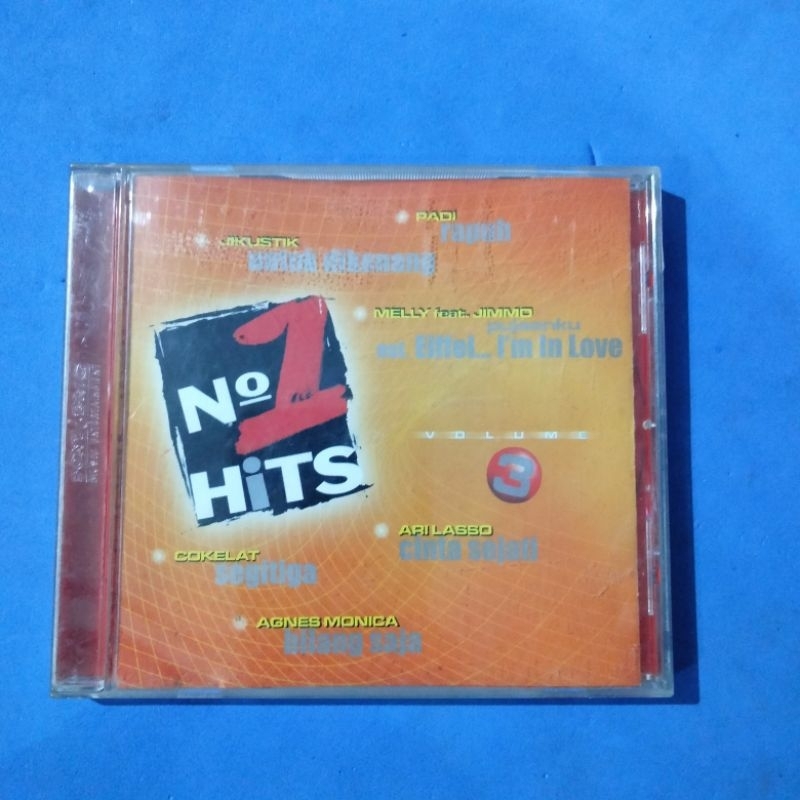 PADI
rapuh
JIKUSTIK
untuk dikenang
MELLY feat. JIMMO
pujaanku
ost. Eiffel... I'm in Love
No 1
HiTS
VOLUME
3
ARI LASSO
cinta sejati
COKELAT
segitiga
AGNES MONICA
bilang saja